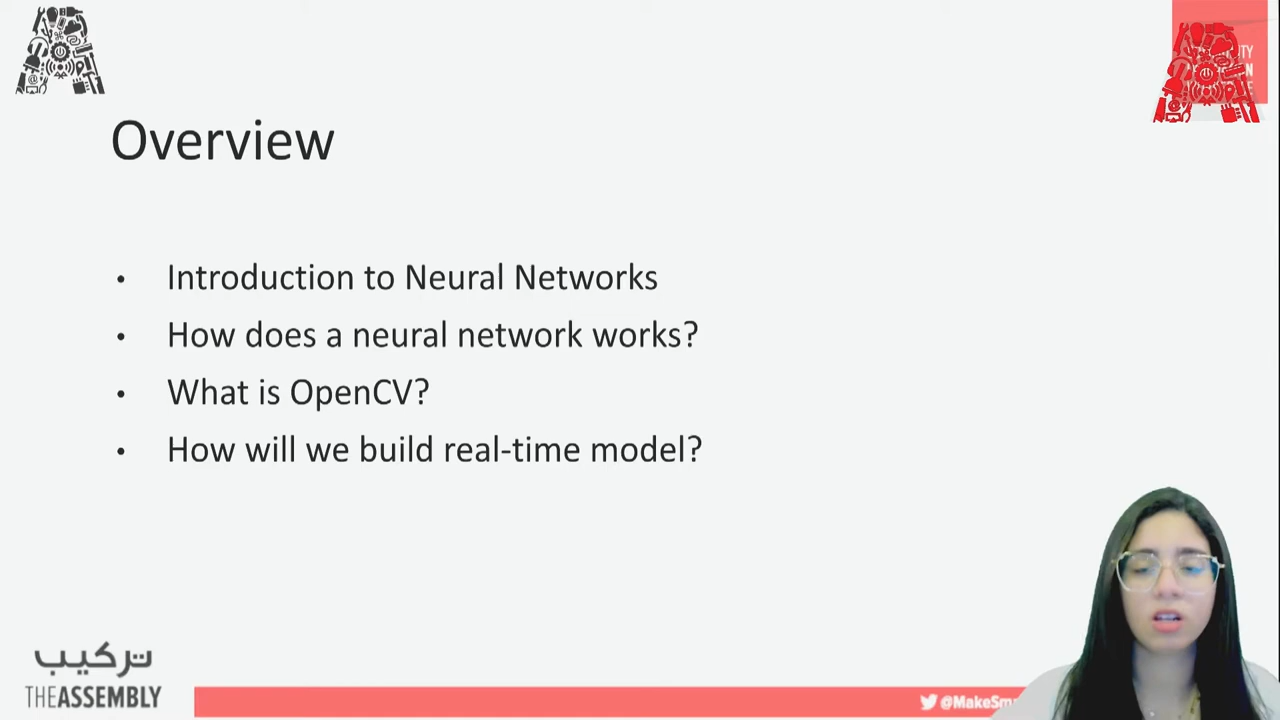 Overview
• Introduction to Neural Networks
• How does a neural network works?
• What is OpenCV?
• How will we build real-time model?
تركيب
THEASSEMBLY